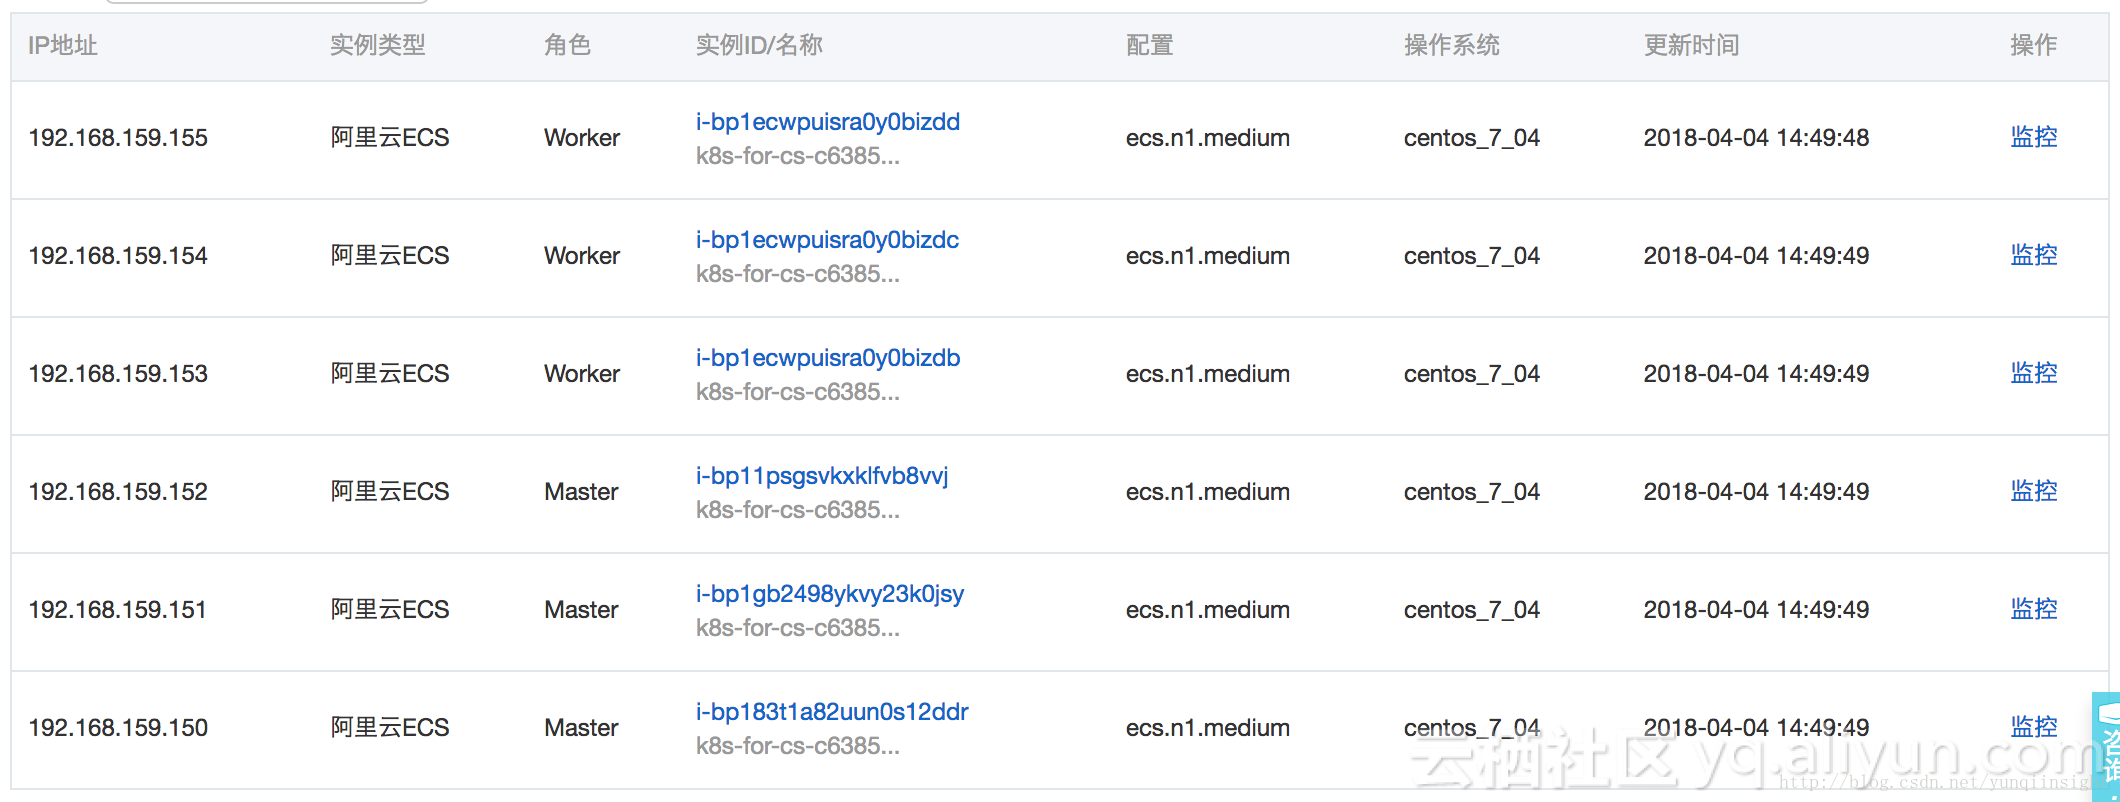 IP地址 实例类型 角色 实例ID/名称 配置 操作系统 更新时间 操作
192.168.159.155 阿里云ECS Worker i-bp1ecwpuisra0y0bizdd ecs.n1.medium centos_7_04 2018-04-04 14:49:48 监控
k8s-for-cs-c6385...
192.168.159.154 阿里云ECS Worker i-bp1ecwpuisra0y0bizdc ecs.n1.medium centos_7_04 2018-04-04 14:49:49 监控
k8s-for-cs-c6385...
192.168.159.153 阿里云ECS Worker i-bp1ecwpuisra0y0bizdb ecs.n1.medium centos_7_04 2018-04-04 14:49:49 监控
k8s-for-cs-c6385...
192.168.159.152 阿里云ECS Master i-bp11psgsvkxklfvb8vvj ecs.n1.medium centos_7_04 2018-04-04 14:49:49 监控
k8s-for-cs-c6385...
192.168.159.151 阿里云ECS Master i-bp1gb2498ykvy23k0jsy ecs.n1.medium centos_7_04 2018-04-04 14:49:49 监控
k8s-for-cs-c6385...
192.168.159.150 阿里云ECS Master i-bp183t1a82uun0s12ddr ecs.n1.medium centos_7_04 2018-04-04 14:49:49 监控
k8s-for-cs-c6385...
云栖社区 yq.aliyun.com
http://blog.csdn.net/yunqiinsigh
咨询